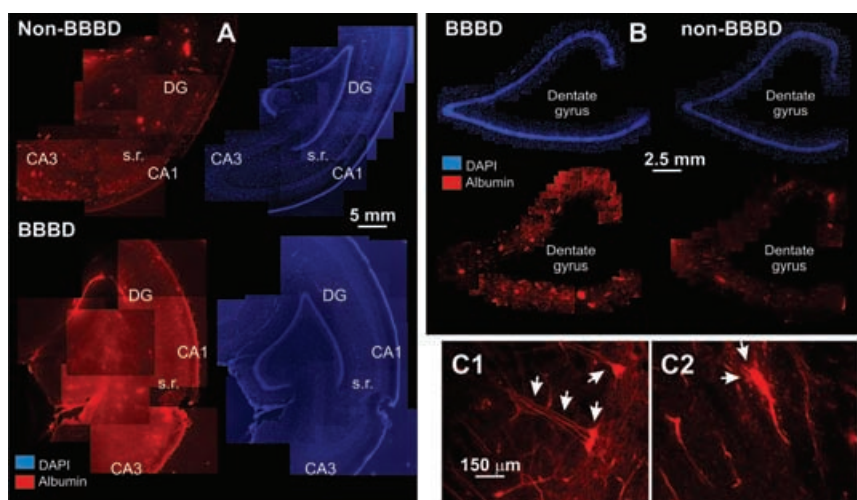 Non-BBBD
A
DG
DG
CA3
s.r.
CA1
CA3
s.r.
CA1
5 mm
BBBD
DG
CA1
s.r.
CA3
DG
CA1
s.r.
CA3
DAPI
Albumin
BBBD
B
non-BBBD
Dentate
gyrus
Dentate
gyrus
DAPI
Albumin
2.5 mm
Dentate
gyrus
Dentate
gyrus
C1
150 μm
C2